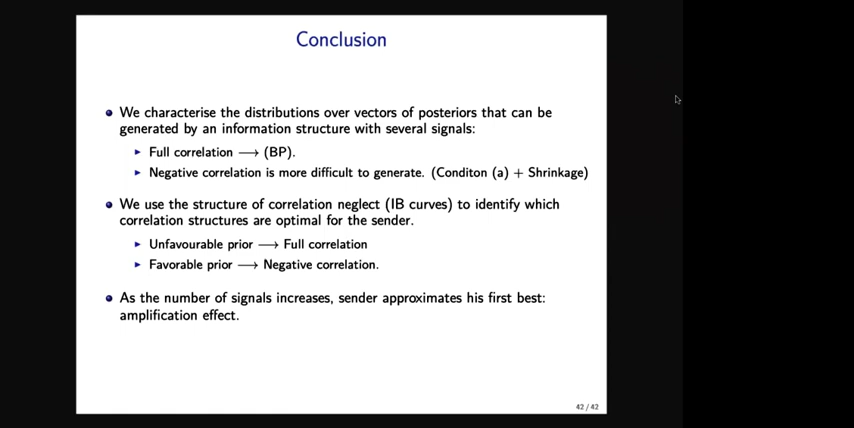 Conclusion
We characterise the distributions over vectors of posteriors that can be
generated by an information structure with several signals:
Full correlation ⟶ (BP).
Negative correlation is more difficult to generate. (Conditon (a) + Shrinkage)
We use the structure of correlation neglect (IB curves) to identify which
correlation structures are optimal for the sender.
Unfavourable prior ⟶ Full correlation
Favorable prior ⟶ Negative correlation.
As the number of signals increases, sender approximates his first best:
amplification effect.
42 / 42